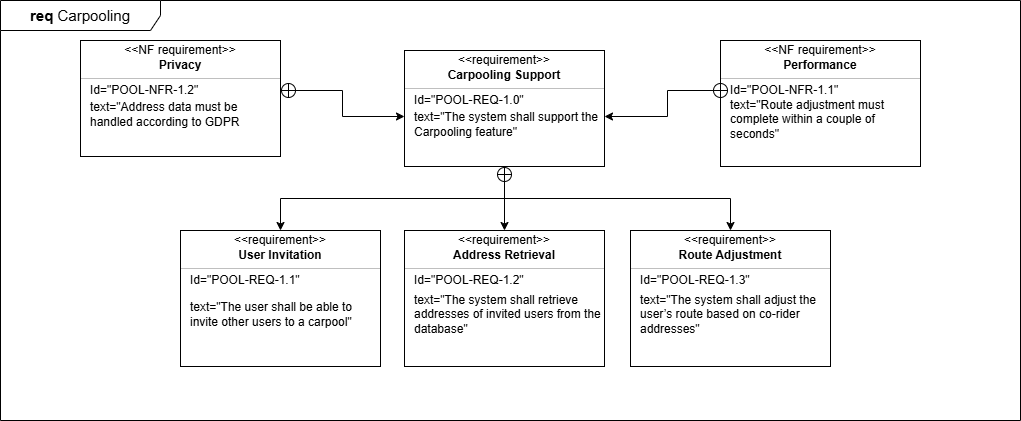 req Carpooling
<<NF requirement>>
Privacy
Id="POOL-NFR-1.2"
text="Address data must be
handled according to GDPR
<<requirement>>
Carpooling Support
Id="POOL-REQ-1.0"
text="The system shall support the
Carpooling feature"
<<NF requirement>>
Performance
Id="POOL-NFR-1.1"
text="Route adjustment must
complete within a couple of
seconds"
<<requirement>>
User Invitation
Id="POOL-REQ-1.1"
text="The user shall be able to
invite other users to a carpool"
<<requirement>>
Address Retrieval
Id="POOL-REQ-1.2"
text="The system shall retrieve
addresses of invited users from the
database"
<<requirement>>
Route Adjustment
Id="POOL-REQ-1.3"
text="The system shall adjust the
user’s route based on co-rider
addresses"